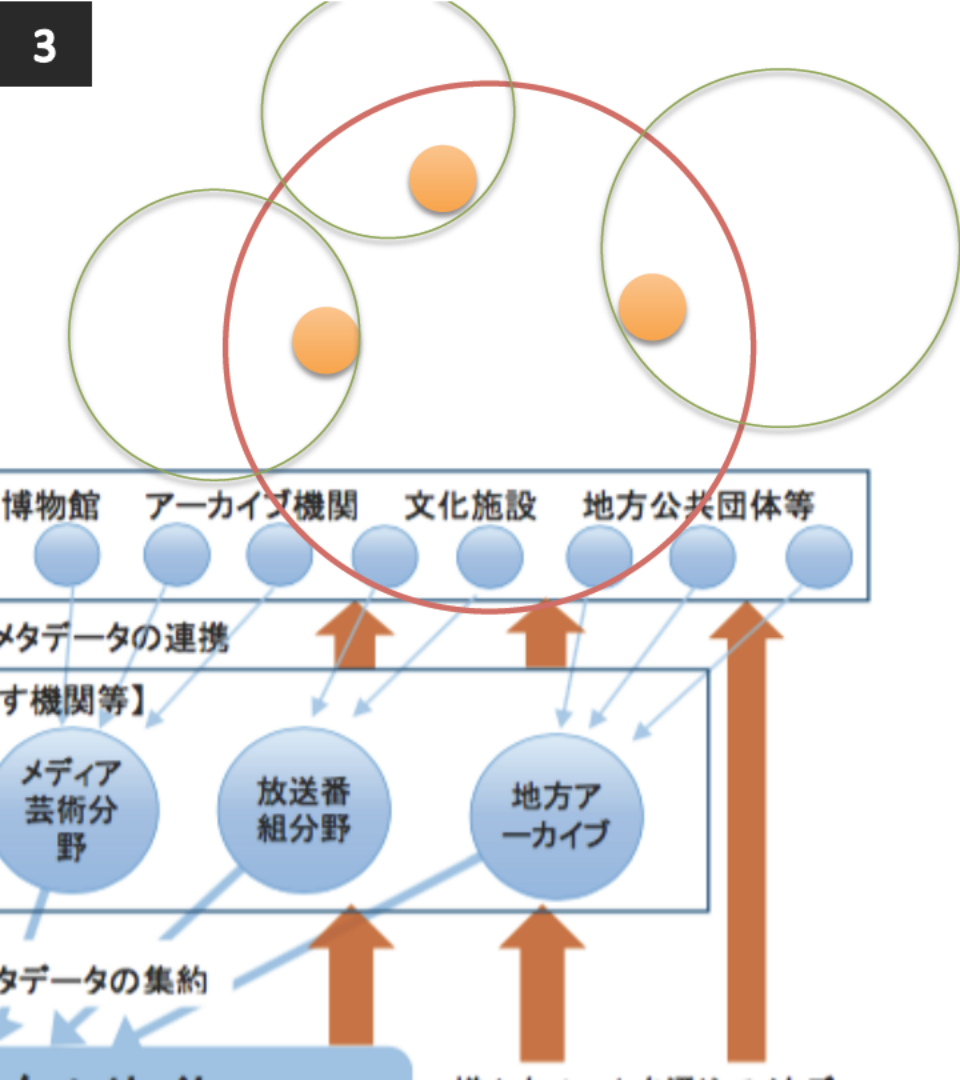 3
博物館 アーカイブ機関 文化施設 地方公共団体等
メタデータの連携
す機関等】
メディア
芸術分
野
放送番
組分野
地方ア
ーカイブ
タデータの集約